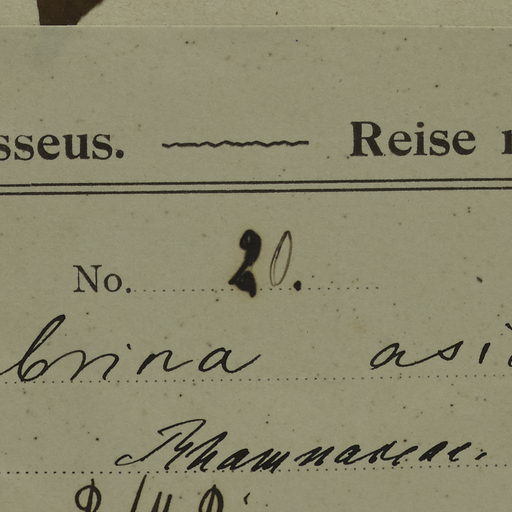 sseus. Reise
No. 20.
brina asi
Rhamnaceae.